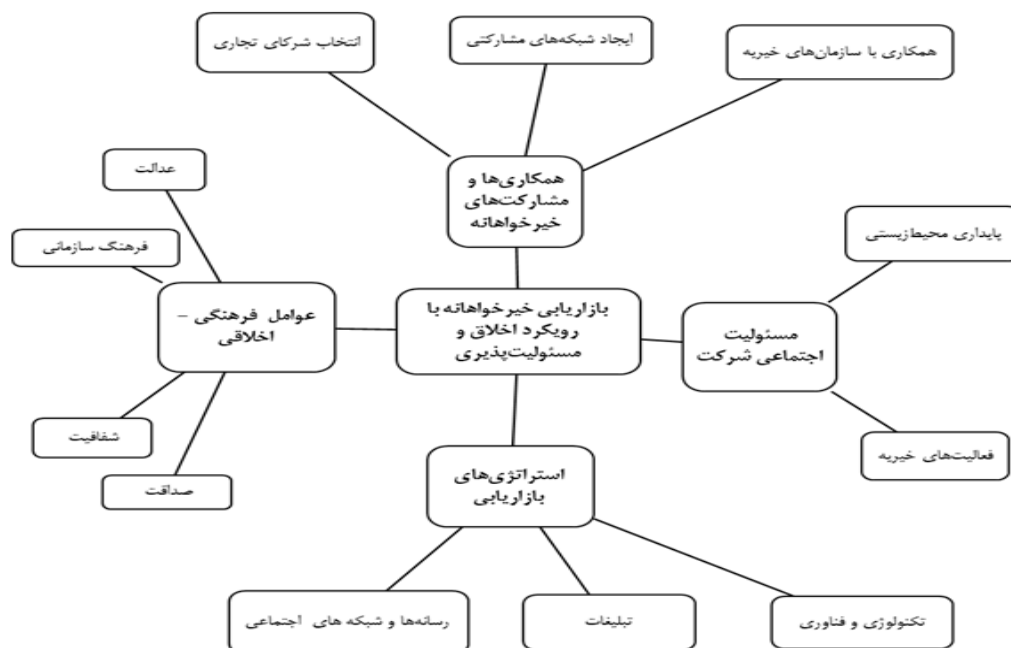 همکاری با سازمان‌های خیریه
ایجاد شبکه‌های مشارکتی
انتخاب شرکای تجاری
همکاری‌ها و
مشارکت‌های
خیرخواهانه
عدالت
فرهنگ سازمانی
عوامل فرهنگی –
اخلاقی
شفافیت
صداقت
بازاریابی خیرخواهانه با
رویکرد اخلاق و
مسئولیت‌پذیری
پایداری محیط‌زیستی
مسئولیت
اجتماعی شرکت
فعالیت‌های خیریه
استراتژی‌های
بازاریابی
تکنولوژی و فناوری
تبلیغات
رسانه‌ها و شبکه های اجتماعی